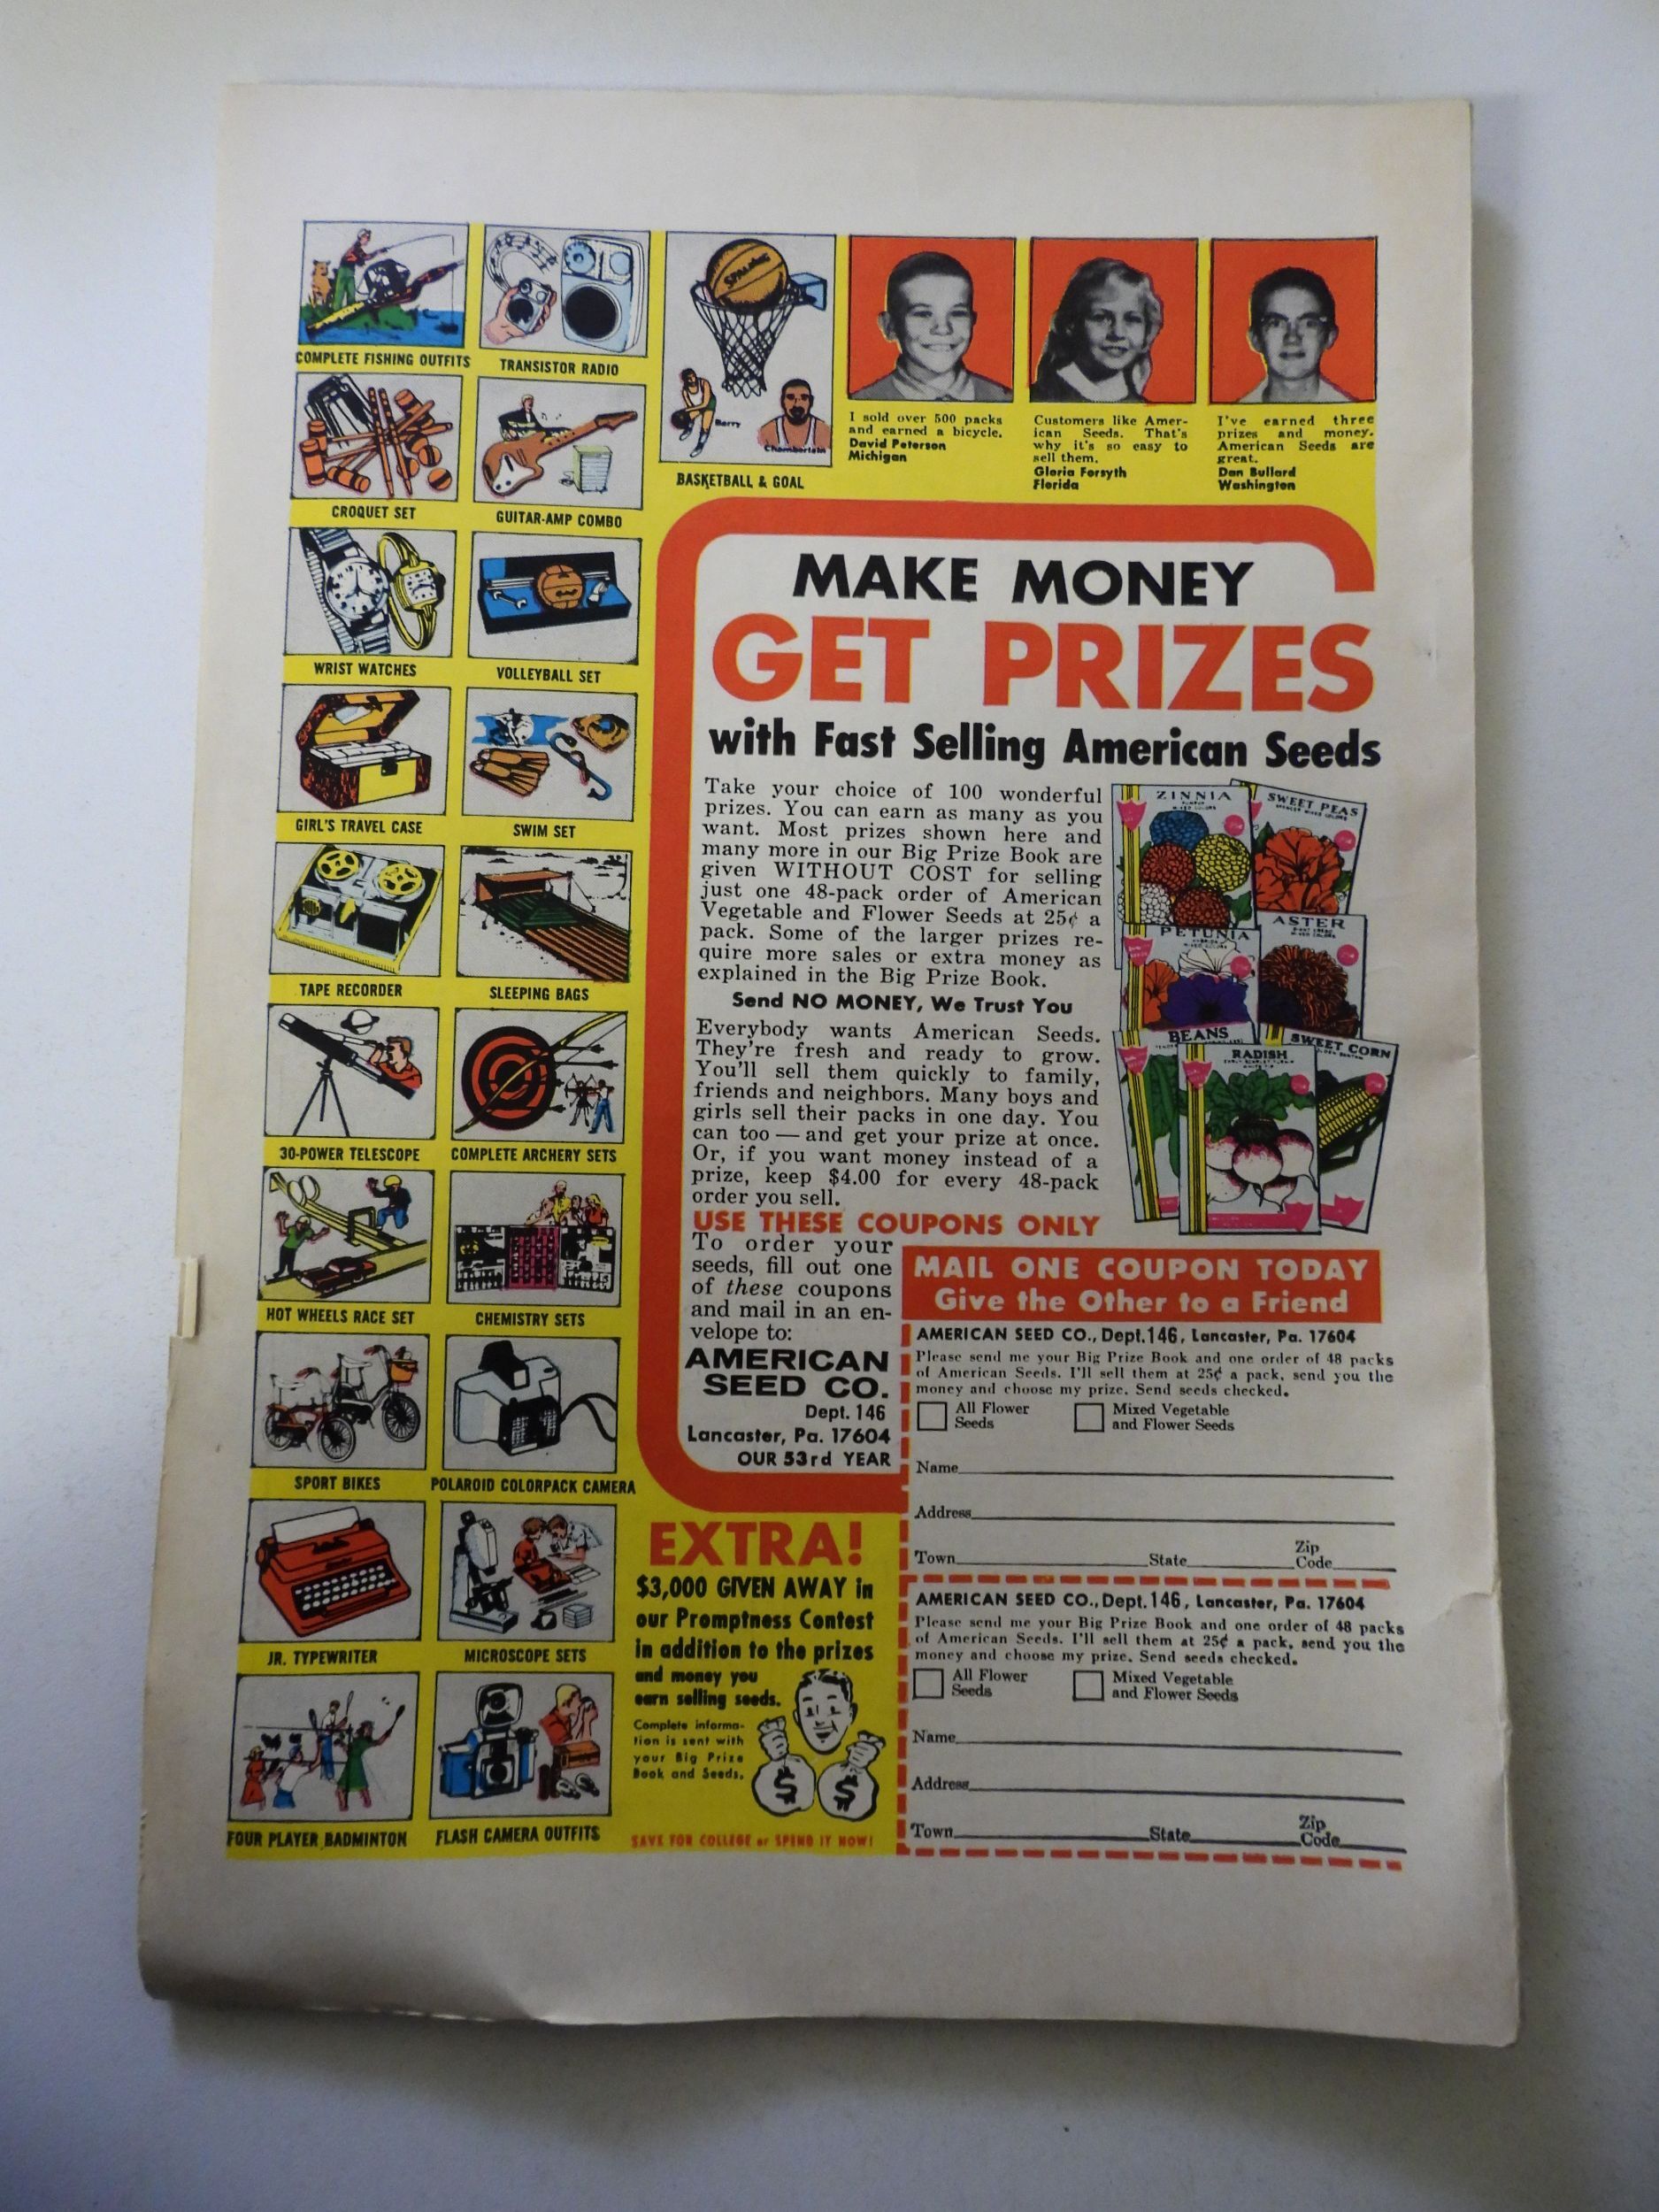 COMPLETE FISHING OUTFITS
TRANSISTOR RADIO
SPALDING
Barry
Chamberlain
BASKETBALL & GOAL
CROQUET SET
GUITAR-AMP COMBO
WRIST WATCHES
VOLLEYBALL SET
GIRL'S TRAVEL CASE
SWIM SET
TAPE RECORDER
SLEEPING BAGS
30-POWER TELESCOPE
COMPLETE ARCHERY SETS
HOT WHEELS RACE SET
CHEMISTRY SETS
SPORT BIKES
POLAROID COLORPACK CAMERA
JR. TYPEWRITER
MICROSCOPE SETS
FOUR PLAYER BADMINTON
FLASH CAMERA OUTFITS
I sold over 500 packs
and earned a bicycle.
David Peterson
Michigan
Customers like Amer-
ican Seeds. That's
why it's so easy to
sell them.
Gloria Forsyth
Florida
I've earned three
prizes and money.
American Seeds are
great.
Dan Bullard
Washington
MAKE MONEY
GET PRIZES
with Fast Selling American Seeds
Take your choice of 100 wonderful
prizes. You can earn as many as you
want. Most prizes shown here and
many more in our Big Prize Book are
given WITHOUT COST for selling
just one 48-pack order of American
Vegetable and Flower Seeds at 25¢ a
pack. Some of the larger prizes re-
quire more sales or extra money as
explained in the Big Prize Book.
Send NO MONEY, We Trust You
Everybody wants American Seeds.
They're fresh and ready to grow.
You'll sell them quickly to family,
friends and neighbors. Many boys and
girls sell their packs in one day. You
can too — and get your prize at once.
Or, if you want money instead of a
prize, keep $4.00 for every 48-pack
order you sell.
ZINNIA
SWEET PEAS
PETUNIA
ASTER
BEANS
RADISH
SWEET CORN
USE THESE COUPONS ONLY
To order your
seeds, fill out one
of these coupons
and mail in an en-
velope to:
AMERICAN
SEED CO.
Dept. 146
Lancaster, Pa. 17604
OUR 53rd YEAR
EXTRA!
$3,000 GIVEN AWAY in
our Promptness Contest
in addition to the prizes
and money you
earn selling seeds.
Complete informa-
tion is sent with
your Big Prize
Book and Seeds.
$ $
SAVE FOR COLLEGE or SPEND IT NOW!
MAIL ONE COUPON TODAY
Give the Other to a Friend
AMERICAN SEED CO., Dept. 146, Lancaster, Pa. 17604
Please send me your Big Prize Book and one order of 48 packs
of American Seeds. I'll sell them at 25¢ a pack, send you the
money and choose my prize. Send seeds checked.
All Flower
Seeds
Mixed Vegetable
and Flower Seeds
Name
Address
Town State Zip Code
AMERICAN SEED CO., Dept. 146, Lancaster, Pa. 17604
Please send me your Big Prize Book and one order of 48 packs
of American Seeds. I'll sell them at 25¢ a pack, send you the
money and choose my prize. Send seeds checked.
All Flower
Seeds
Mixed Vegetable
and Flower Seeds
Name
Address
Town State Zip Code